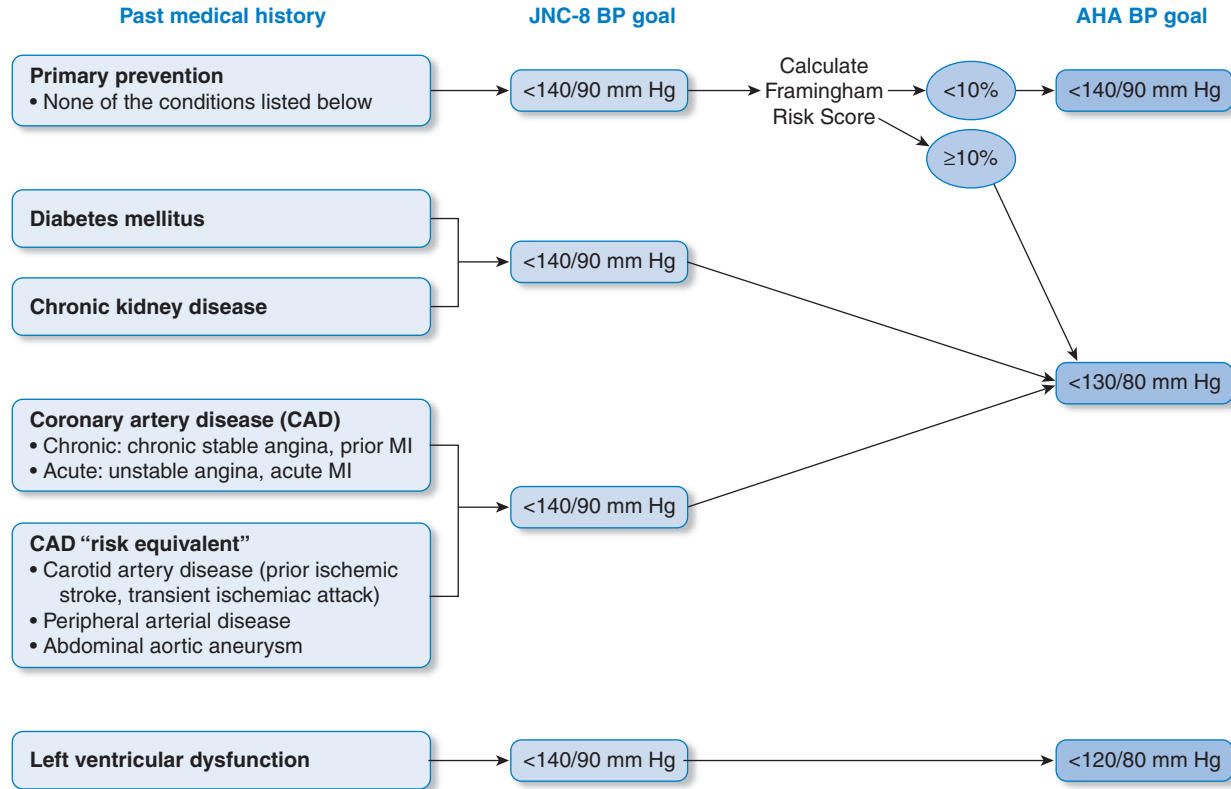 Past medical history
JNC-8 BP goal
AHA BP goal
Primary prevention
• None of the conditions listed below
<140/90 mm Hg
Calculate
Framingham
Risk Score
<10%
<140/90 mm Hg
≥10%
Diabetes mellitus
<140/90 mm Hg
Chronic kidney disease
<130/80 mm Hg
Coronary artery disease (CAD)
• Chronic: chronic stable angina, prior MI
• Acute: unstable angina, acute MI
<140/90 mm Hg
CAD “risk equivalent”
• Carotid artery disease (prior ischemic
stroke, transient ischemiac attack)
• Peripheral arterial disease
• Abdominal aortic aneurysm
Left ventricular dysfunction
<140/90 mm Hg
<120/80 mm Hg